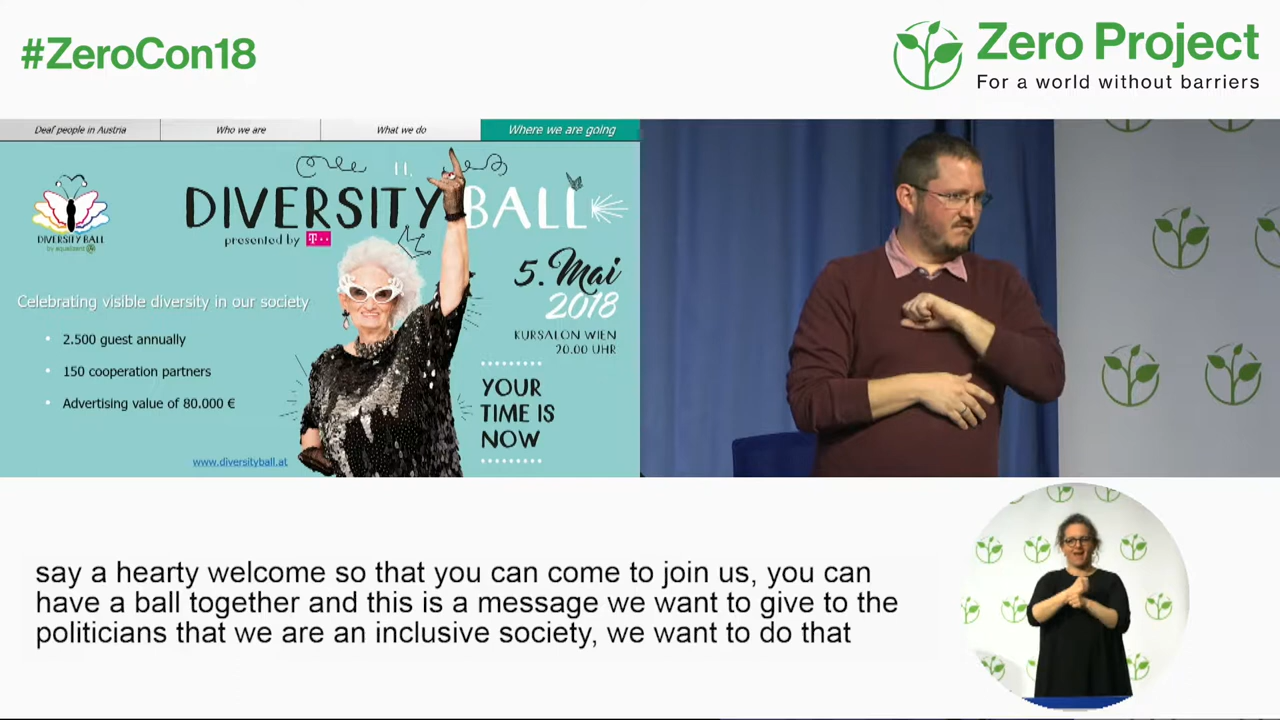 #ZeroCon18
Zero Project
For a world without barriers
Deaf people in Austria
Who we are
What we do
Where we are going
11.
DIVERSITY BALL
presented by T
DIVERSITY BALL
by equalizent
5. Mai
2018
KURSALON WIEN
20.00 UHR
Celebrating visible diversity in our society
• 2.500 guest annually
• 150 cooperation partners
• Advertising value of 80.000 €
YOUR
TIME IS
NOW
www.diversityball.at
say a hearty welcome so that you can come to join us, you can
have a ball together and this is a message we want to give to the
politicians that we are an inclusive society, we want to do that